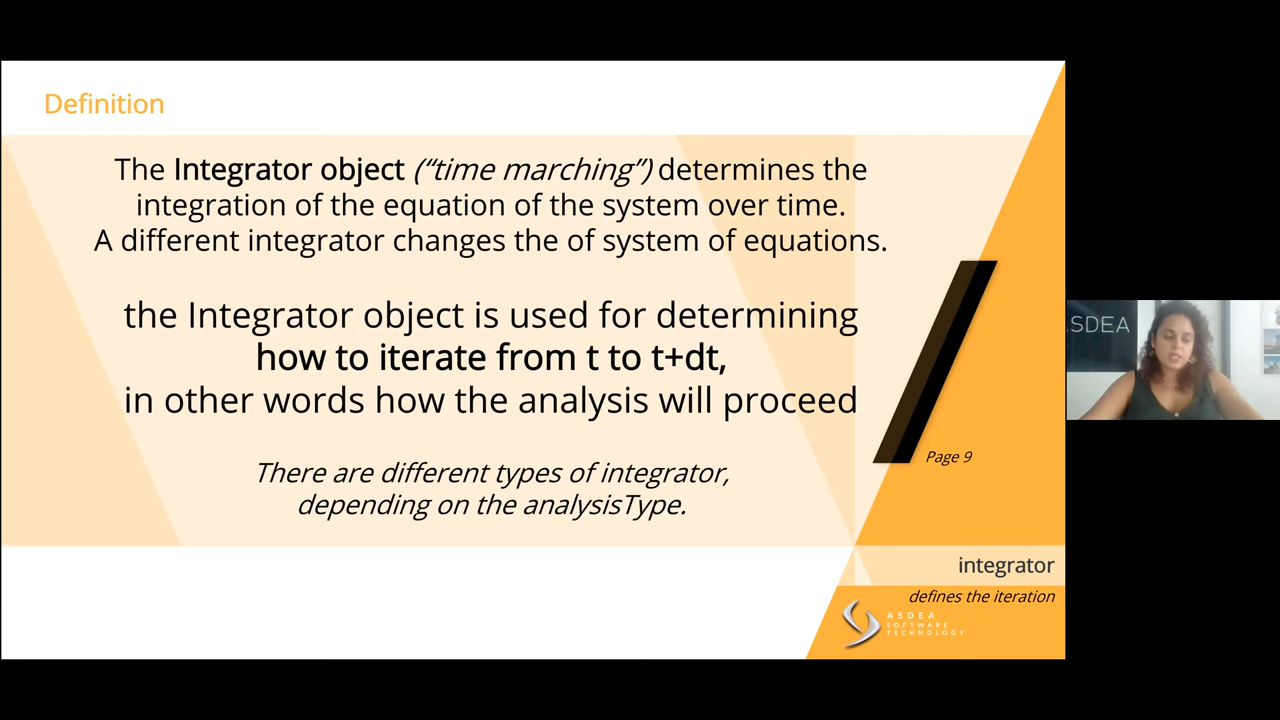 Definition
The Integrator object (“time marching”) determines the
integration of the equation of the system over time.
A different integrator changes the of system of equations.
the Integrator object is used for determining
how to iterate from t to t+dt,
in other words how the analysis will proceed
There are different types of integrator,
depending on the analysisType.
Page 9
integrator
defines the iteration
ASDEA
SOFTWARE
TECHNOLOGY
ASDEA